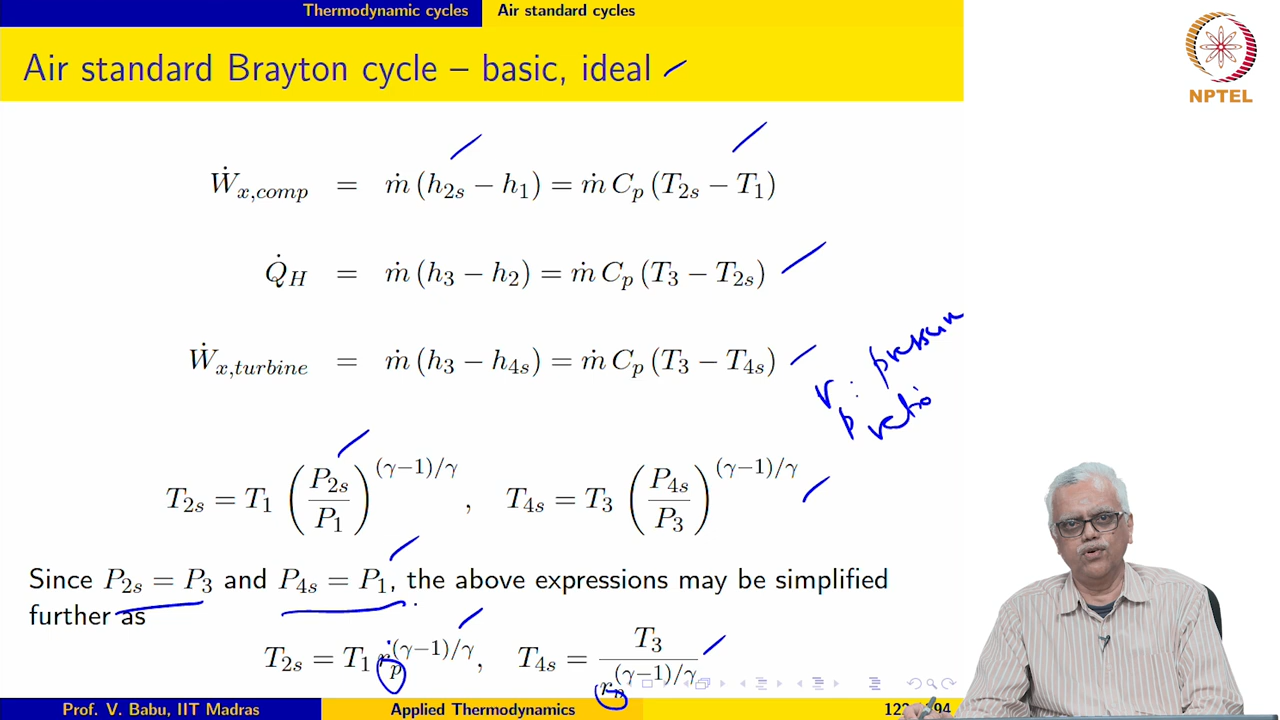 Thermodynamic cycles Air standard cycles
Air standard Brayton cycle – basic, ideal
NPTEL
Ẇx,comp = ṁ (h2s − h1) = ṁ Cp (T2s − T1)
Q̇H = ṁ (h3 − h2) = ṁ Cp (T3 − T2s)
Ẇx,turbine = ṁ (h3 − h4s) = ṁ Cp (T3 − T4s)
rp : pressure
ratio
T2s = T1 (P2s/P1)^(γ−1)/γ , T4s = T3 (P4s/P3)^(γ−1)/γ
Since P2s = P3 and P4s = P1, the above expressions may be simplified
further as
T2s = T1 rp^(γ−1)/γ, T4s = T3/rp^(γ−1)/γ
Prof. V. Babu, IIT Madras Applied Thermodynamics